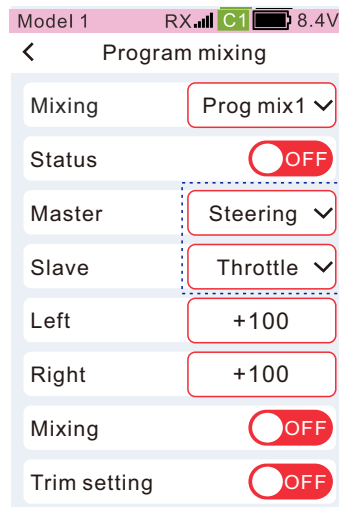 Model 1 RX C1 8.4V
Program mixing
Mixing Prog mix1
Status OFF
Master Steering
Slave Throttle
Left +100
Right +100
Mixing OFF
Trim setting OFF